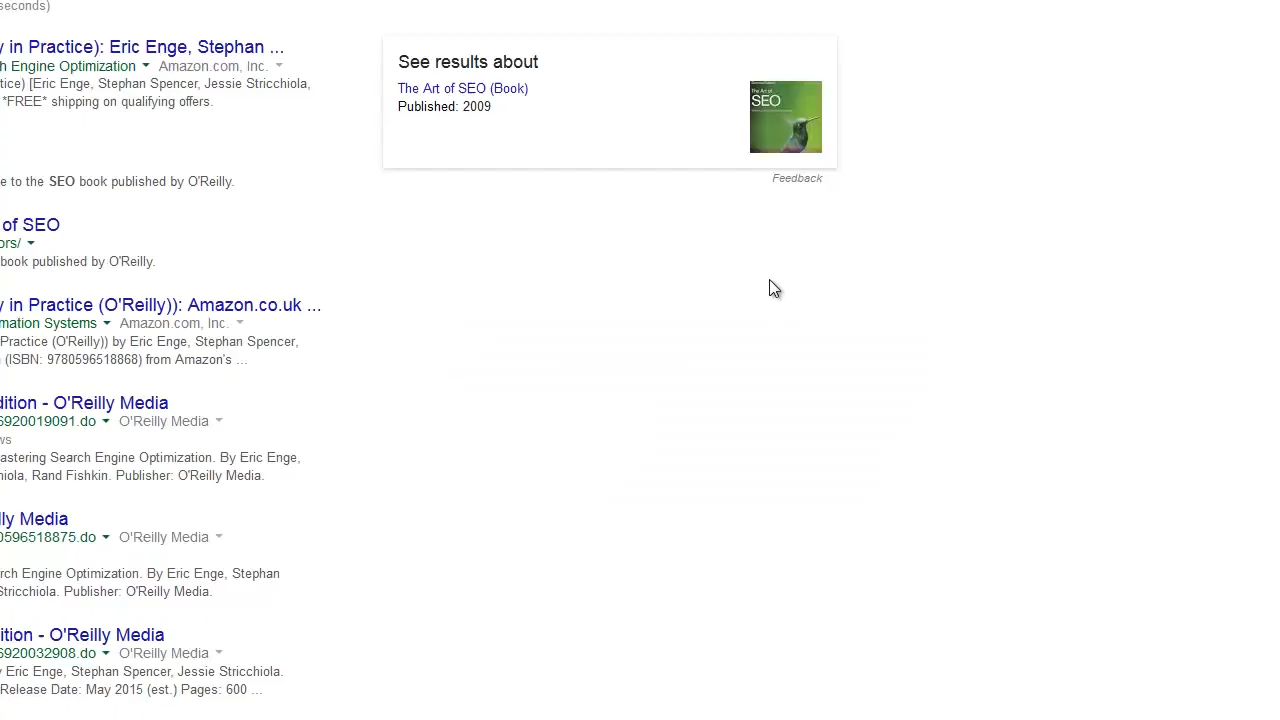 seconds)
y in Practice): Eric Enge, Stephan ...
h Engine Optimization Amazon.com, Inc.
tice) [Eric Enge, Stephan Spencer, Jessie Stricchiola,
*FREE* shipping on qualifying offers.
e to the SEO book published by O'Reilly.
of SEO
ors/
book published by O'Reilly.
y in Practice (O'Reilly)): Amazon.co.uk ...
mation Systems Amazon.com, Inc.
Practice (O'Reilly)) by Eric Enge, Stephan Spencer,
(ISBN: 9780596518868) from Amazon's ...
dition - O'Reilly Media
6920019091.do O'Reilly Media
ws
astering Search Engine Optimization. By Eric Enge,
hiola, Rand Fishkin. Publisher: O'Reilly Media.
lly Media
0596518875.do O'Reilly Media
rch Engine Optimization. By Eric Enge, Stephan
Stricchiola. Publisher: O'Reilly Media.
ition - O'Reilly Media
6920032908.do O'Reilly Media
y Eric Enge, Stephan Spencer, Jessie Stricchiola.
Release Date: May 2015 (est.) Pages: 600 ...
See results about
The Art of SEO (Book)
Published: 2009
The Art of
SEO
Feedback